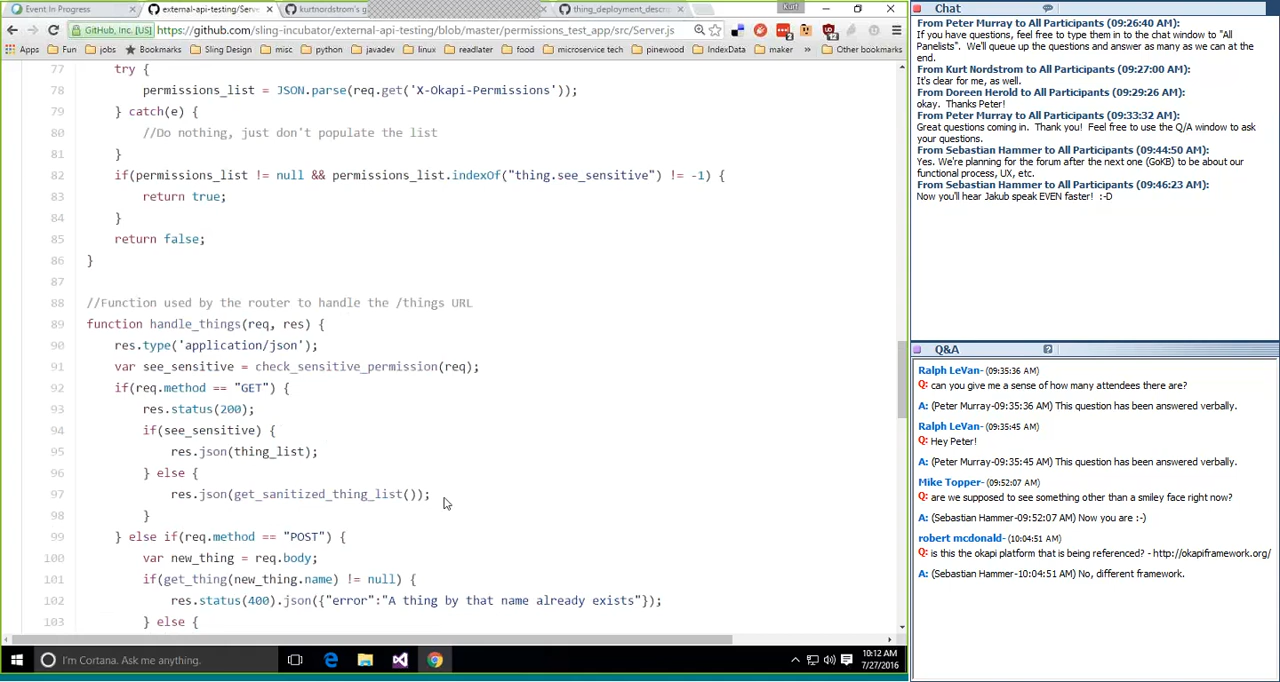 Event In Progress
external-api-testing/Serve
kurtnordstrom's g
thing_deployment_descri
Kurt
GitHub, Inc. [US] https://github.com/sling-incubator/external-api-testing/blob/master/permissions_test_app/src/Server.js
Apps Fun jobs Bookmarks Sling Design misc python javadev linux readlater food microservice tech pinewood IndexData maker » Other bookmarks
77 try {
78 permissions_list = JSON.parse(req.get('X-Okapi-Permissions'));
79 } catch(e) {
80 //Do nothing, just don't populate the list
81 }
82 if(permissions_list != null && permissions_list.indexOf("thing.see_sensitive") != -1) {
83 return true;
84 }
85 return false;
86 }
87
88 //Function used by the router to handle the /things URL
89 function handle_things(req, res) {
90 res.type('application/json');
91 var see_sensitive = check_sensitive_permission(req);
92 if(req.method == "GET") {
93 res.status(200);
94 if(see_sensitive) {
95 res.json(thing_list);
96 } else {
97 res.json(get_sanitized_thing_list());
98 }
99 } else if(req.method == "POST") {
100 var new_thing = req.body;
101 if(get_thing(new_thing.name) != null) {
102 res.status(400).json({"error":"A thing by that name already exists"});
103 } else {
I'm Cortana. Ask me anything.
10:12 AM
7/27/2016
Chat
From Peter Murray to All Participants (09:26:40 AM):
If you have questions, feel free to type them in to the chat window to "All
Panelists". We'll queue up the questions and answer as many as we can at the
end.
From Kurt Nordstrom to All Participants (09:27:00 AM):
It's clear for me, as well.
From Doreen Herold to All Participants (09:29:26 AM):
okay. Thanks Peter!
From Peter Murray to All Participants (09:33:32 AM):
Great questions coming in. Thank you! Feel free to use the Q/A window to ask
your questions.
From Sebastian Hammer to All Participants (09:44:50 AM):
Yes. We're planning for the forum after the next one (GoKB) to be about our
functional process, UX, etc.
From Sebastian Hammer to All Participants (09:46:23 AM):
Now you'll hear Jakub speak EVEN faster! :-D
Q&A
Ralph LeVan- (09:35:36 AM)
Q: can you give me a sense of how many attendees there are?
A: (Peter Murray-09:35:36 AM) This question has been answered verbally.
Ralph LeVan- (09:35:45 AM)
Q: Hey Peter!
A: (Peter Murray-09:35:45 AM) This question has been answered verbally.
Mike Topper- (09:52:07 AM)
Q: are we supposed to see something other than a smiley face right now?
A: (Sebastian Hammer-09:52:07 AM) Now you are :-)
robert mcdonald- (10:04:51 AM)
Q: is this the okapi platform that is being referenced? - http://okapiframework.org/
A: (Sebastian Hammer-10:04:51 AM) No, different framework.